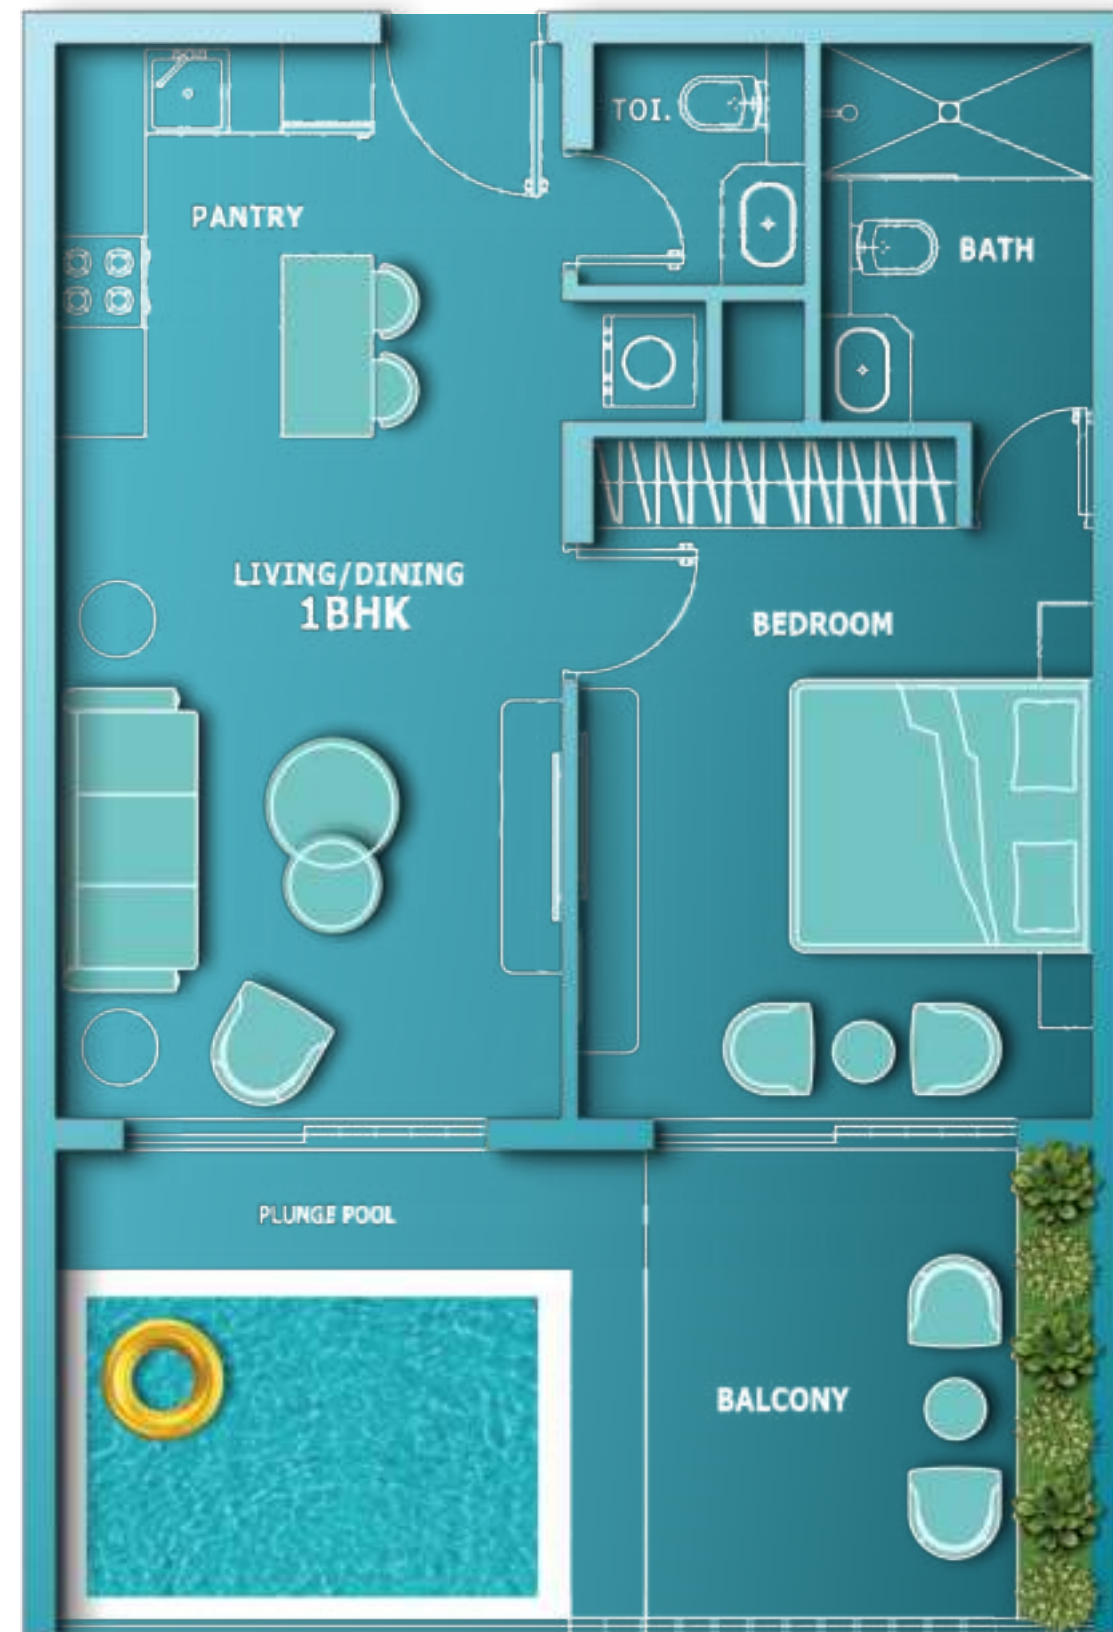 TOI.
PANTRY
BATH
LIVING/DINING
1BHK
BEDROOM
PLUNGE POOL
BALCONY